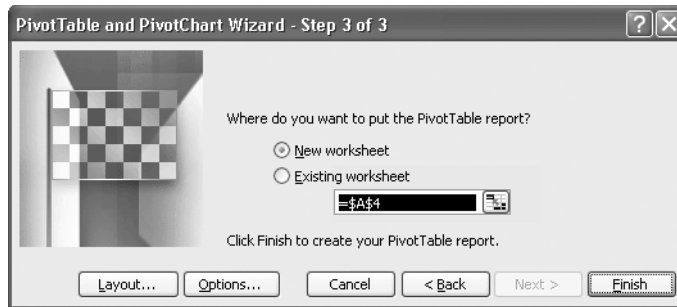 PivotTable and PivotChart Wizard - Step 3 of 3
Where do you want to put the PivotTable report?
New worksheet
Existing worksheet
=$A$4
Click Finish to create your PivotTable report.
Layout... Options... Cancel < Back Next > Finish